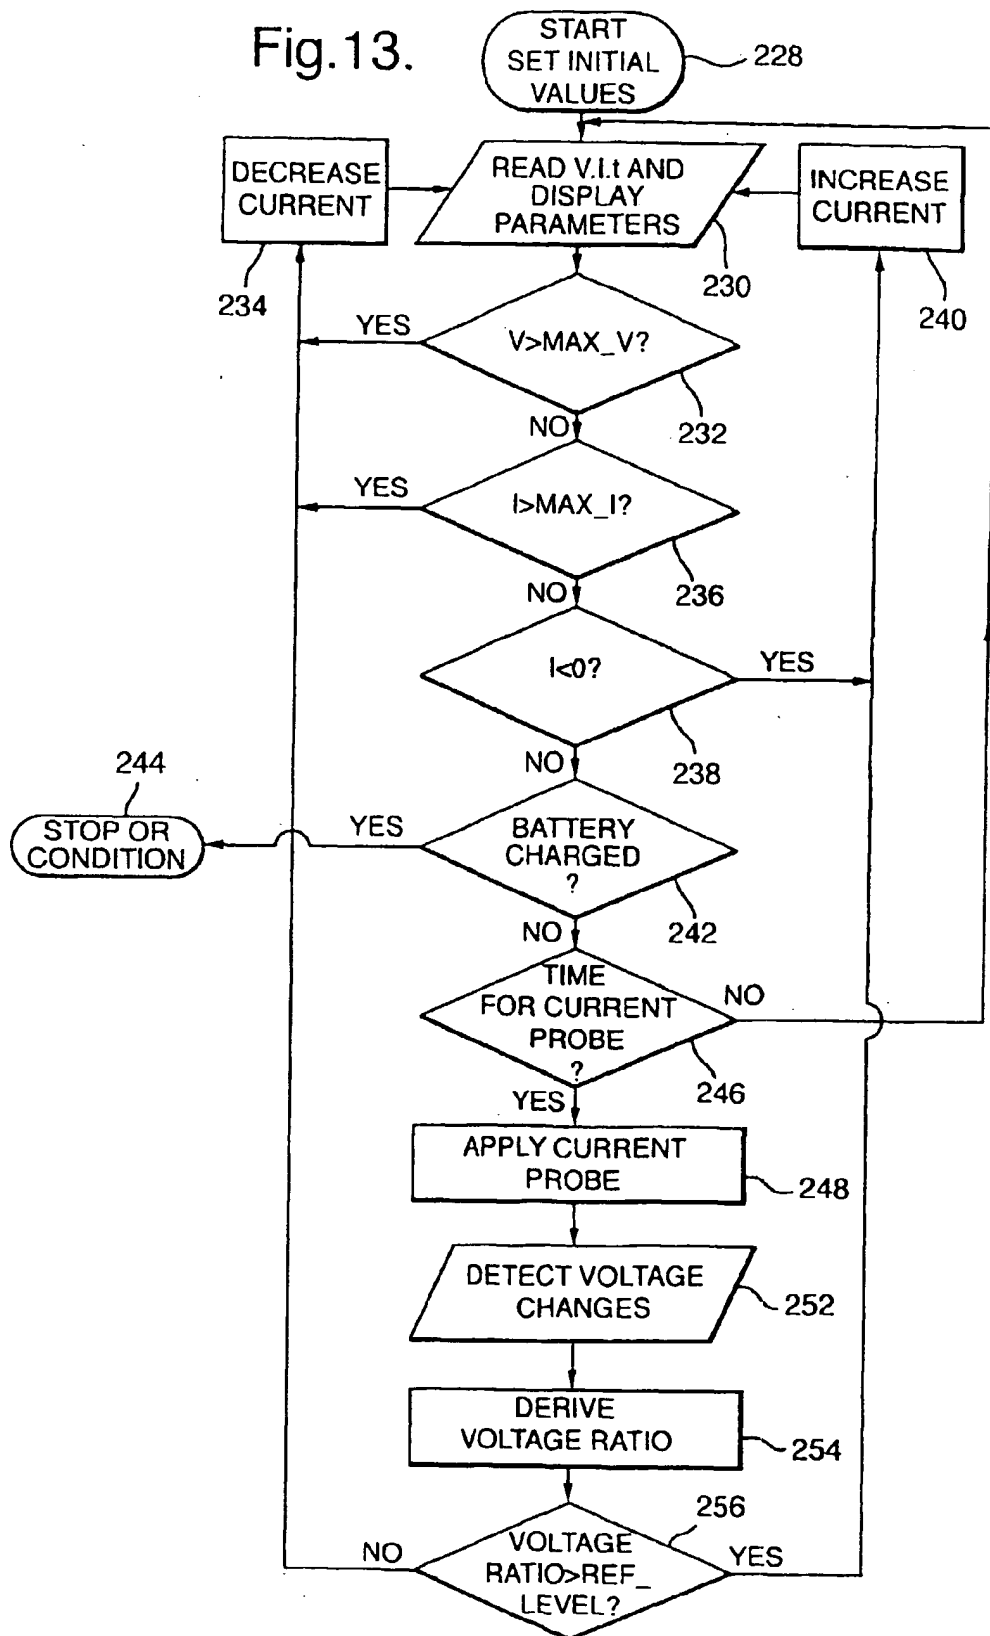 Fig.13.
START
SET INITIAL
VALUES
228
DECREASE
CURRENT
READ V.I.t AND
DISPLAY
PARAMETERS
INCREASE
CURRENT
234
230
240
YES
V>MAX_V?
232
NO
YES
I>MAX_I?
236
NO
I<0?
YES
238
NO
244
STOP OR
CONDITION
YES
BATTERY
CHARGED
?
242
NO
TIME
FOR CURRENT
PROBE
?
NO
246
YES
APPLY CURRENT
PROBE
248
DETECT VOLTAGE
CHANGES
252
DERIVE
VOLTAGE RATIO
254
256
NO
VOLTAGE
RATIO>REF_
LEVEL?
YES